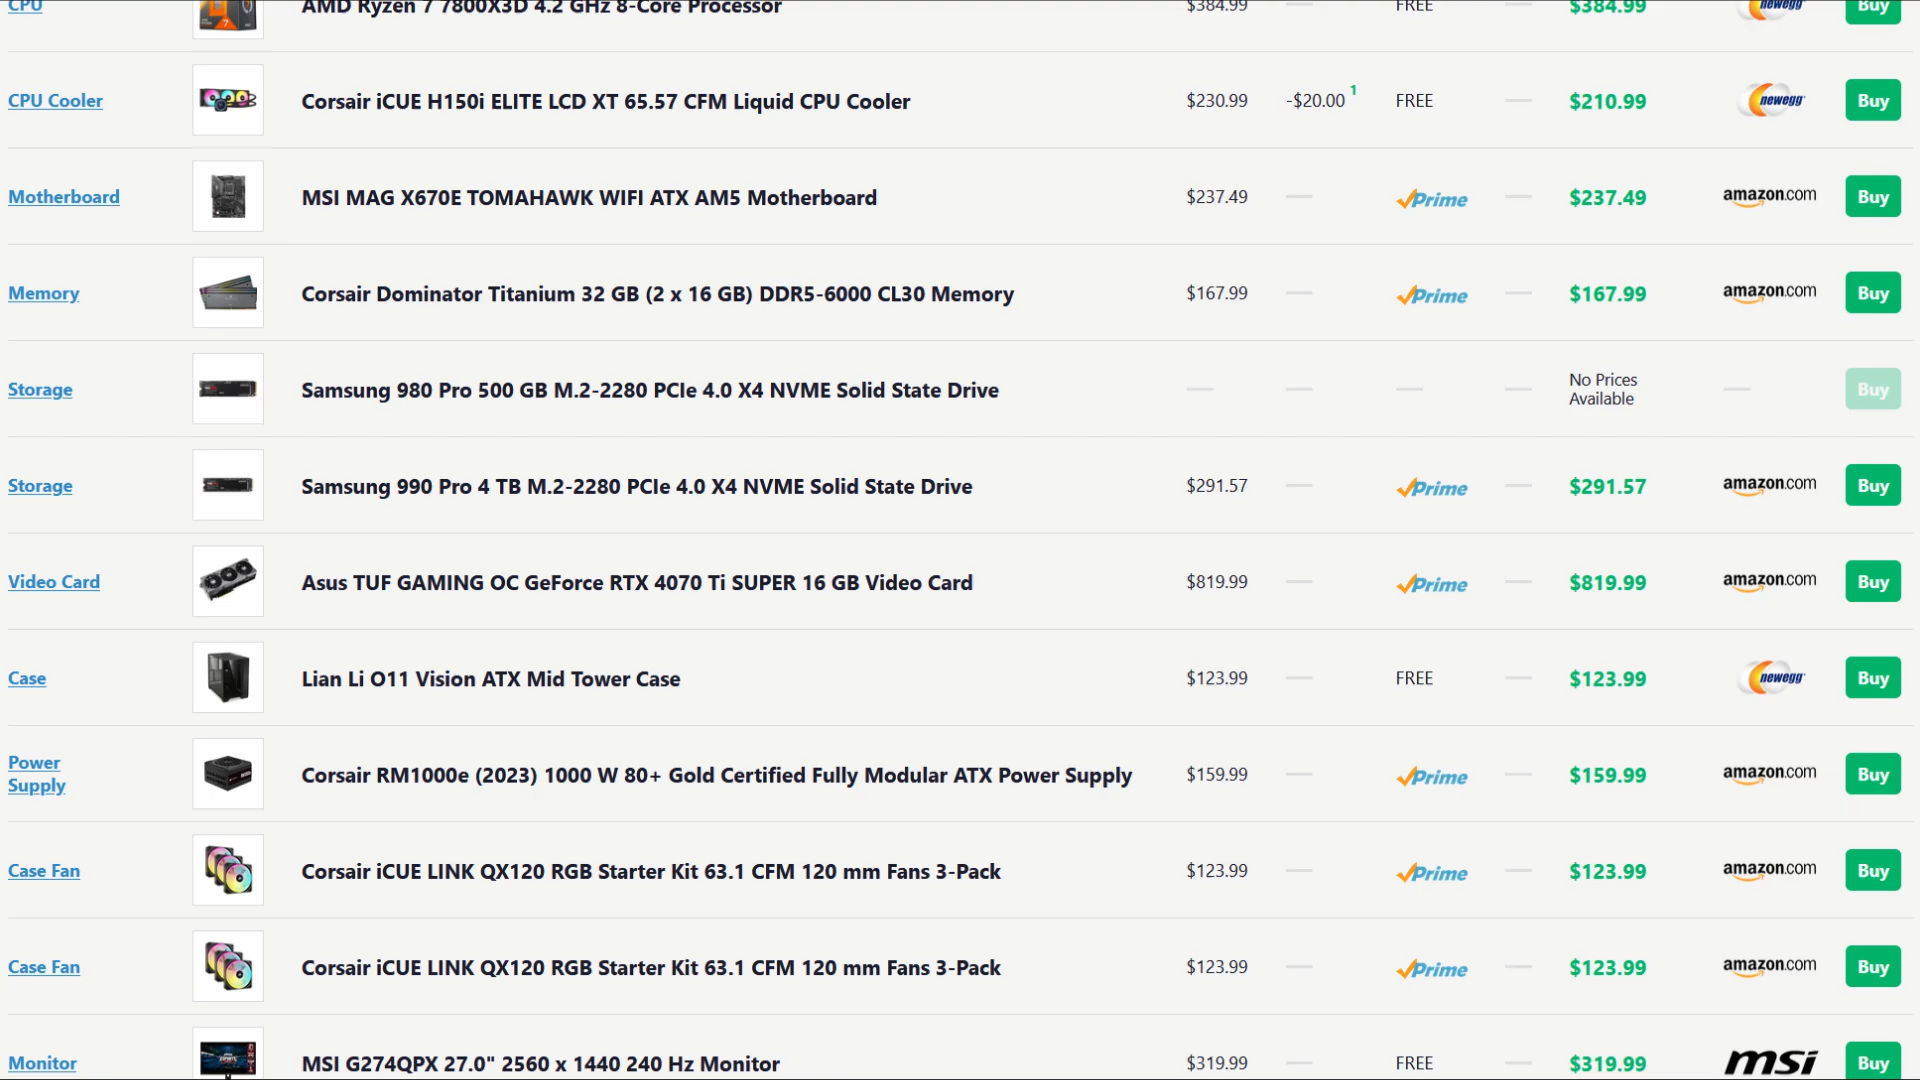 CPU AMD Ryzen 7 7800X3D 4.2 GHz 8-Core Processor $384.99 — FREE — $384.99 newegg Buy
CPU Cooler Corsair iCUE H150i ELITE LCD XT 65.57 CFM Liquid CPU Cooler $230.99 -$20.00 1 FREE — $210.99 newegg Buy
Motherboard MSI MAG X670E TOMAHAWK WIFI ATX AM5 Motherboard $237.49 — Prime — $237.49 amazon.com Buy
Memory Corsair Dominator Titanium 32 GB (2 x 16 GB) DDR5-6000 CL30 Memory $167.99 — Prime — $167.99 amazon.com Buy
Storage Samsung 980 Pro 500 GB M.2-2280 PCIe 4.0 X4 NVME Solid State Drive — — — — No Prices Available — Buy
Storage Samsung 990 Pro 4 TB M.2-2280 PCIe 4.0 X4 NVME Solid State Drive $291.57 — Prime — $291.57 amazon.com Buy
Video Card Asus TUF GAMING OC GeForce RTX 4070 Ti SUPER 16 GB Video Card $819.99 — Prime — $819.99 amazon.com Buy
Case Lian Li O11 Vision ATX Mid Tower Case $123.99 — FREE — $123.99 newegg Buy
Power Supply Corsair RM1000e (2023) 1000 W 80+ Gold Certified Fully Modular ATX Power Supply $159.99 — Prime — $159.99 amazon.com Buy
Case Fan Corsair iCUE LINK QX120 RGB Starter Kit 63.1 CFM 120 mm Fans 3-Pack $123.99 — Prime — $123.99 amazon.com Buy
Case Fan Corsair iCUE LINK QX120 RGB Starter Kit 63.1 CFM 120 mm Fans 3-Pack $123.99 — Prime — $123.99 amazon.com Buy
Monitor MSI G274QPX 27.0" 2560 x 1440 240 Hz Monitor $319.99 — FREE — $319.99 msi Buy